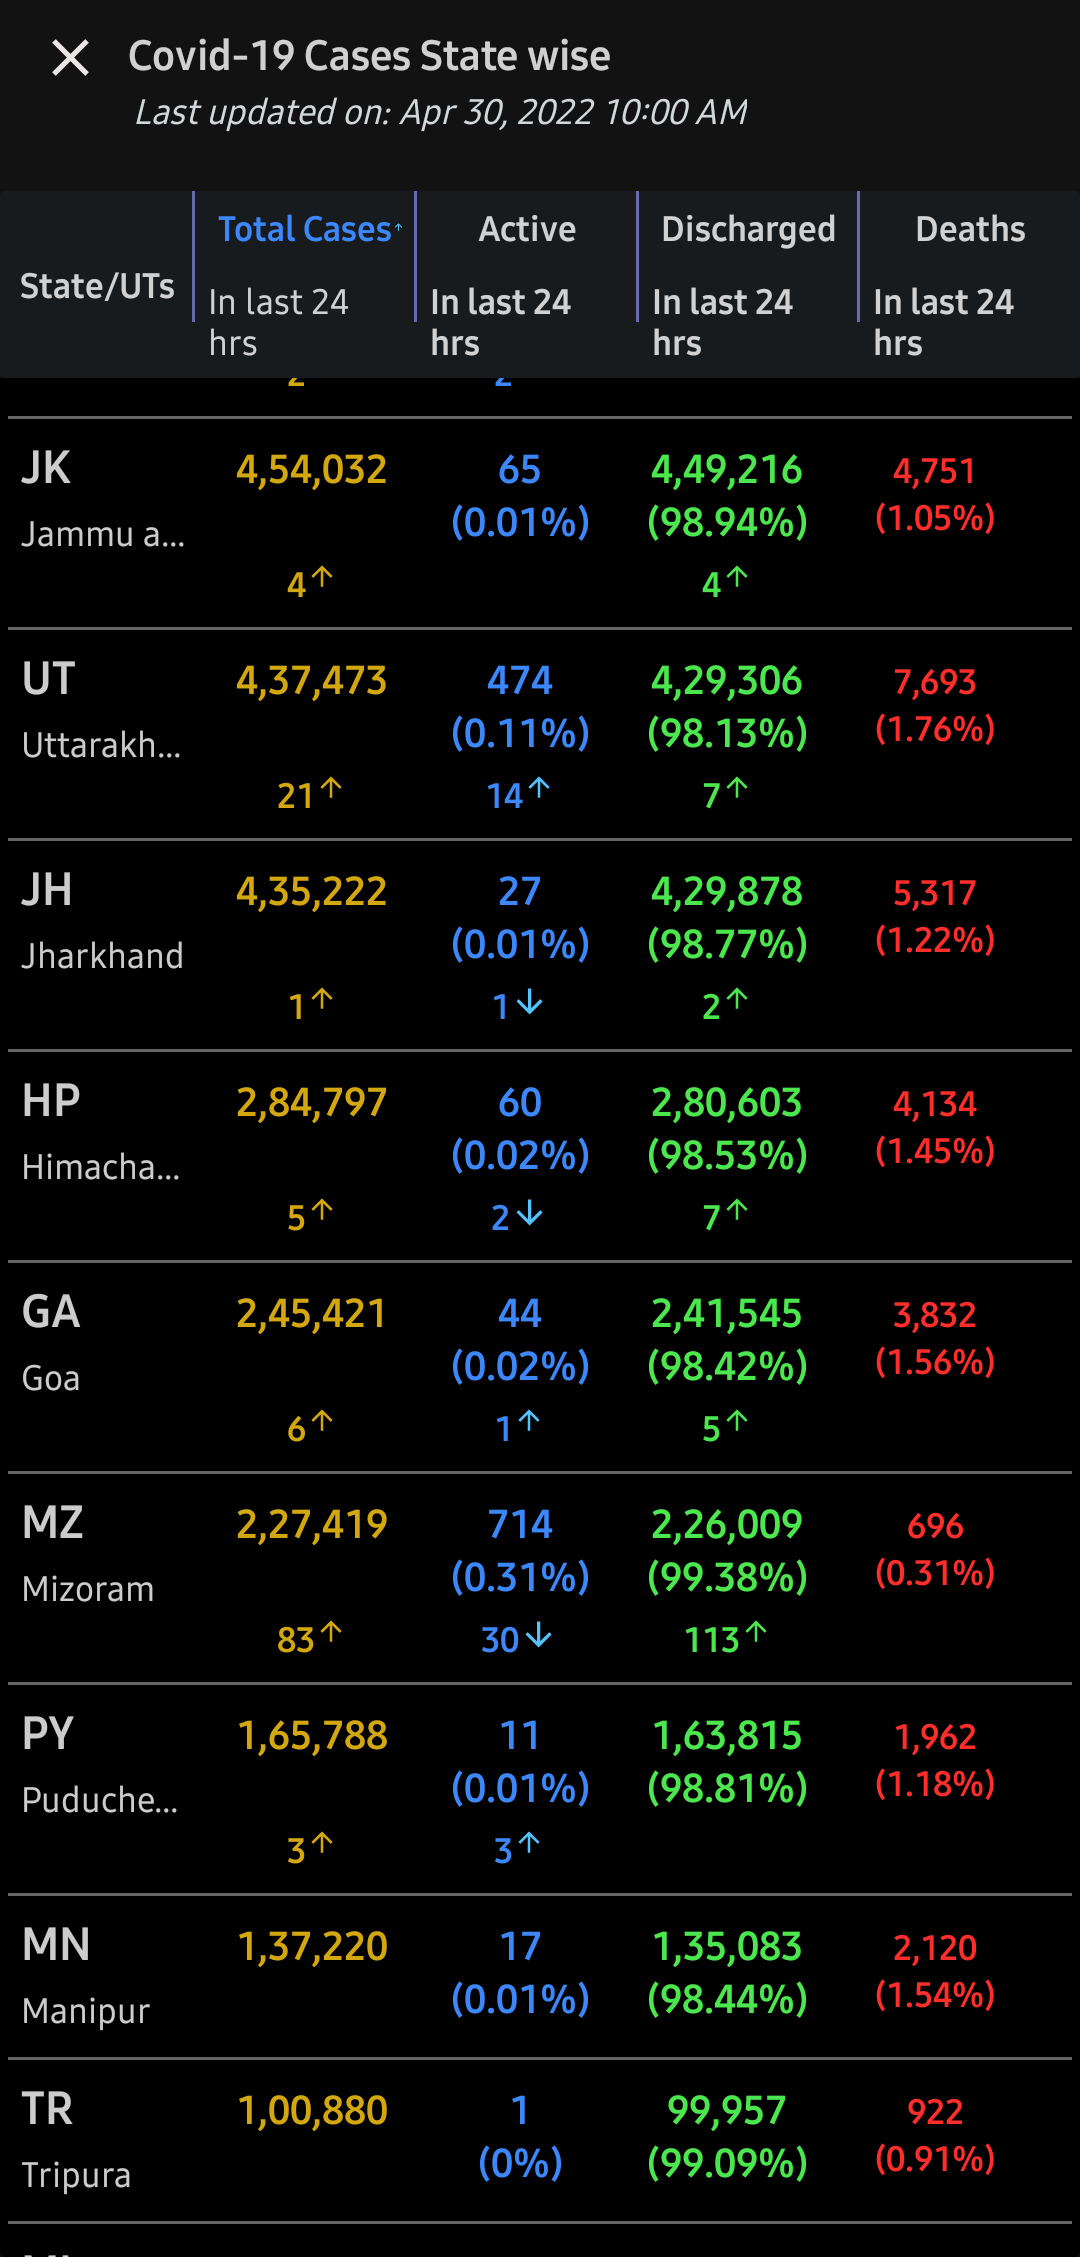 Covid-19 Cases State wise
Last updated on: Apr 30, 2022 10:00 AM
State/UTs
Total Cases↑ Active Discharged Deaths
In last 24 hrs In last 24 hrs In last 24 hrs In last 24 hrs
JK 4,54,032 65 4,49,216 4,751
Jammu a... (0.01%) (98.94%) (1.05%)
4↑ 4↑
UT 4,37,473 474 4,29,306 7,693
Uttarakh... (0.11%) (98.13%) (1.76%)
21↑ 14↑ 7↑
JH 4,35,222 27 4,29,878 5,317
Jharkhand (0.01%) (98.77%) (1.22%)
1↑ 1↓ 2↑
HP 2,84,797 60 2,80,603 4,134
Himacha... (0.02%) (98.53%) (1.45%)
5↑ 2↓ 7↑
GA 2,45,421 44 2,41,545 3,832
Goa (0.02%) (98.42%) (1.56%)
6↑ 1↑ 5↑
MZ 2,27,419 714 2,26,009 696
Mizoram (0.31%) (99.38%) (0.31%)
83↑ 30↓ 113↑
PY 1,65,788 11 1,63,815 1,962
Puduche... (0.01%) (98.81%) (1.18%)
3↑ 3↑
MN 1,37,220 17 1,35,083 2,120
Manipur (0.01%) (98.44%) (1.54%)
TR 1,00,880 1 99,957 922
Tripura (0%) (99.09%) (0.91%)